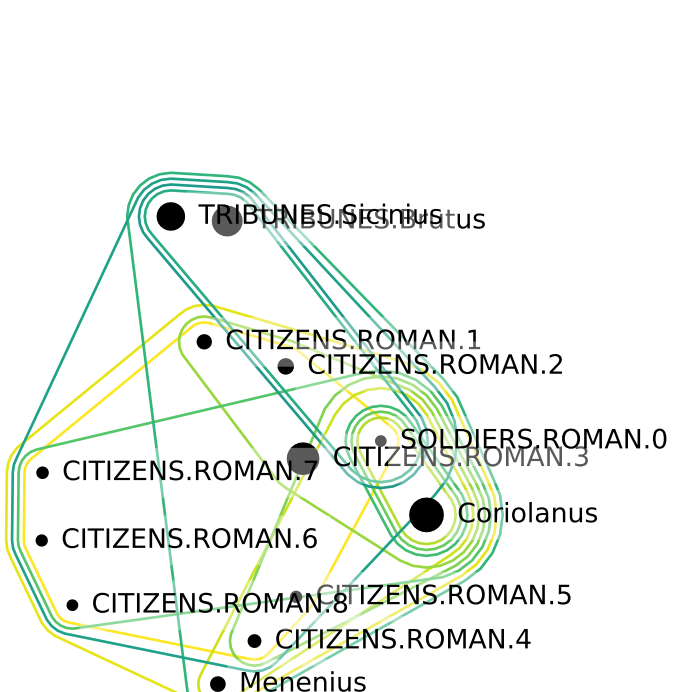 TRIBUNES.Sicinius
TRIBUNES.Brutus
CITIZENS.ROMAN.1
CITIZENS.ROMAN.2
SOLDIERS.ROMAN.0
CITIZENS.ROMAN.3
CITIZENS.ROMAN.7
Coriolanus
CITIZENS.ROMAN.6
CITIZENS.ROMAN.5
CITIZENS.ROMAN.8
CITIZENS.ROMAN.4
Menenius